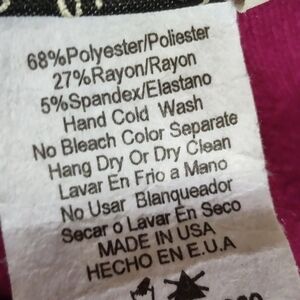 68%Polyester/Poliester
27%Rayon/Rayon
5%Spandex/Elastano
Hand Cold Wash
No Bleach Color Separate
Hang Dry Or Dry Clean
Lavar En Frio a Mano
No Usar Blanqueador
Secar o Lavar En Seco
MADE IN USA
HECHO EN E.U.A